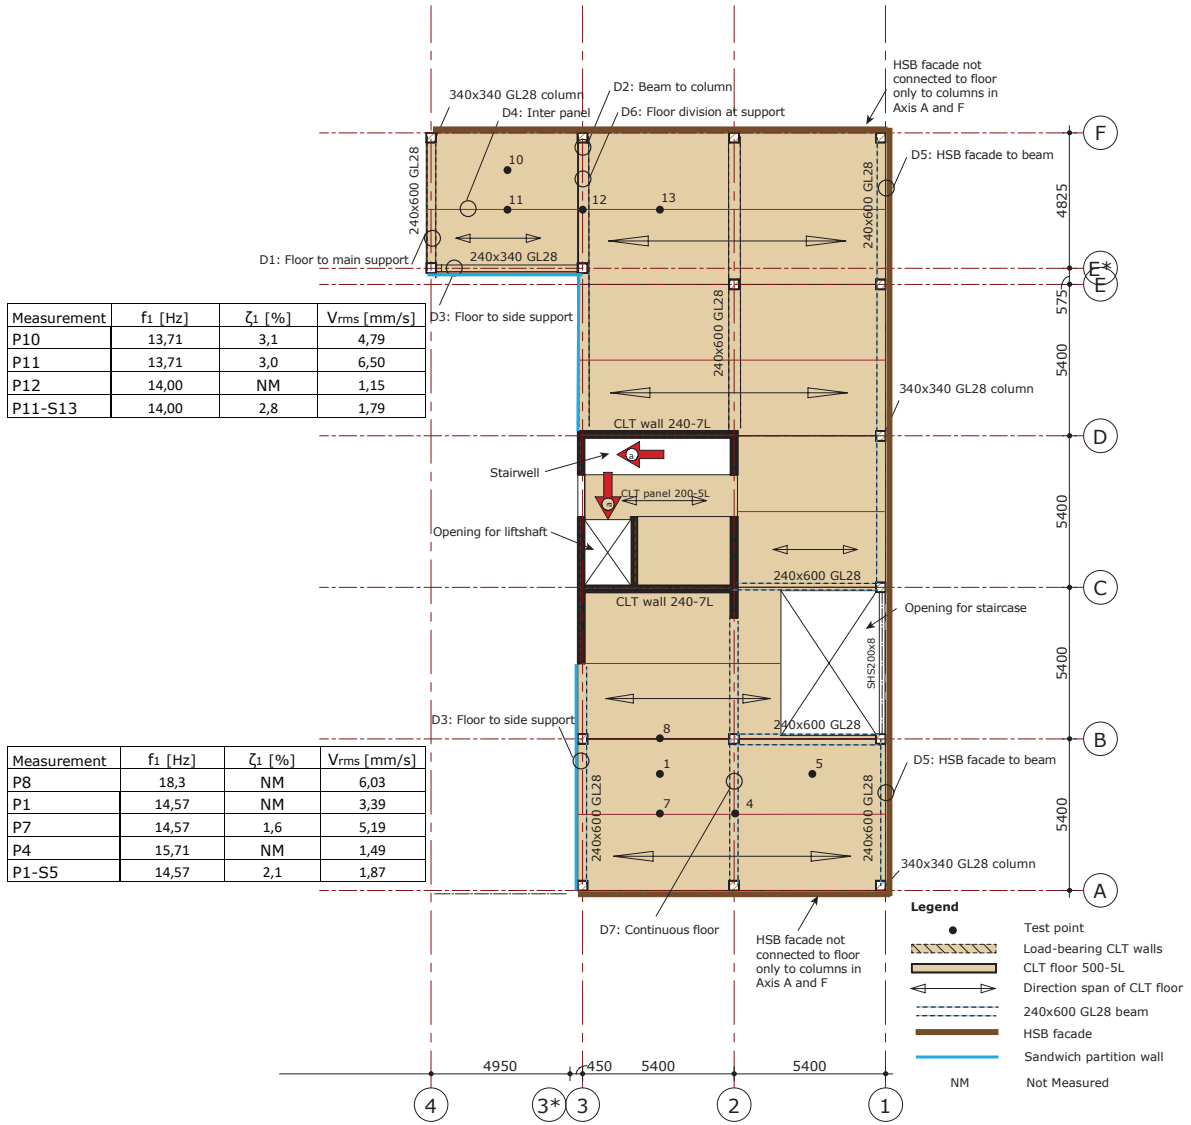 HSB facade not
connected to floor
only to columns in
Axis A and F
D2: Beam to column
340x340 GL28 column
D4: Inter panel
D6: Floor division at support
F
D5: HSB facade to beam
10
11
12
13
240x600 GL28
240x600 GL28
4825
D1: Floor to main support
240x340 GL28
E*
E
575
D3: Floor to side support
240x600 GL28
5400
Measurement f1 [Hz] ζ1 [%] Vrms [mm/s]
P10 13,71 3,1 4,79
P11 13,71 3,0 6,50
P12 14,00 NM 1,15
P11-S13 14,00 2,8 1,79
340x340 GL28 column
CLT wall 240-7L
D
Stairwell
a
CLT panel 200-5L
a
5400
Opening for liftshaft
240x600 GL28
C
CLT wall 240-7L
Opening for staircase
SHS200x8
5400
D3: Floor to side support
8
240x600 GL28
B
Measurement f1 [Hz] ζ1 [%] Vrms [mm/s]
P8 18,3 NM 6,03
P1 14,57 NM 3,39
P7 14,57 1,6 5,19
P4 15,71 NM 1,49
P1-S5 14,57 2,1 1,87
1
5
D5: HSB facade to beam
7
4
240x600 GL28
240x600 GL28
5400
340x340 GL28 column
A
D7: Continuous floor
HSB facade not
connected to floor
only to columns in
Axis A and F
Legend
Test point
Load-bearing CLT walls
CLT floor 500-5L
Direction span of CLT floor
240x600 GL28 beam
HSB facade
Sandwich partition wall
NM Not Measured
4950 450 5400 5400
4 3* 3 2 1